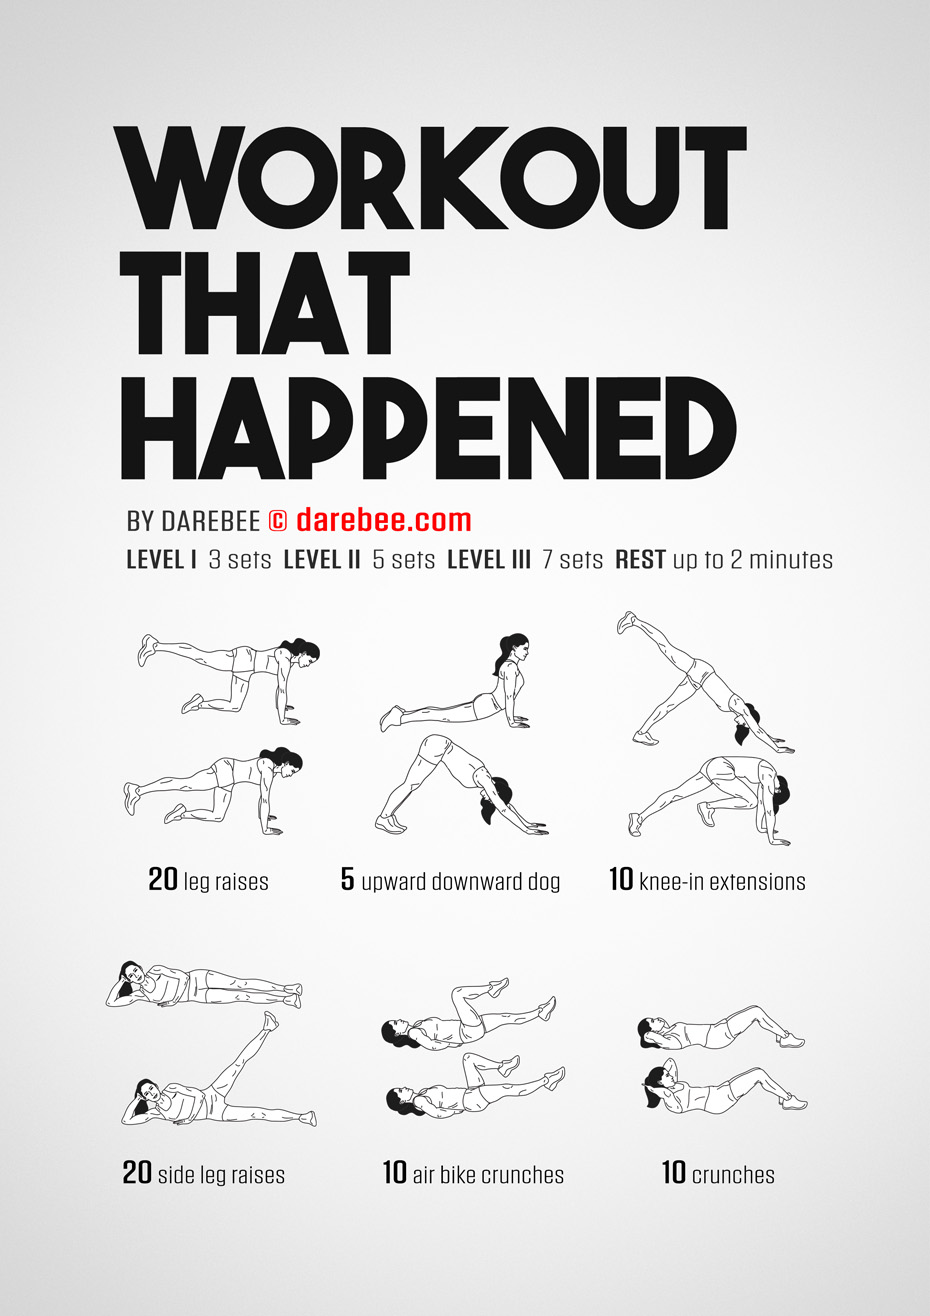 WORKOUT
THAT
HAPPENED
BY DAREBEE © darebee.com
LEVEL I 3 sets LEVEL II 5 sets LEVEL III 7 sets REST up to 2 minutes
20 leg raises
5 upward downward dog
10 knee-in extensions
20 side leg raises
10 air bike crunches
10 crunches